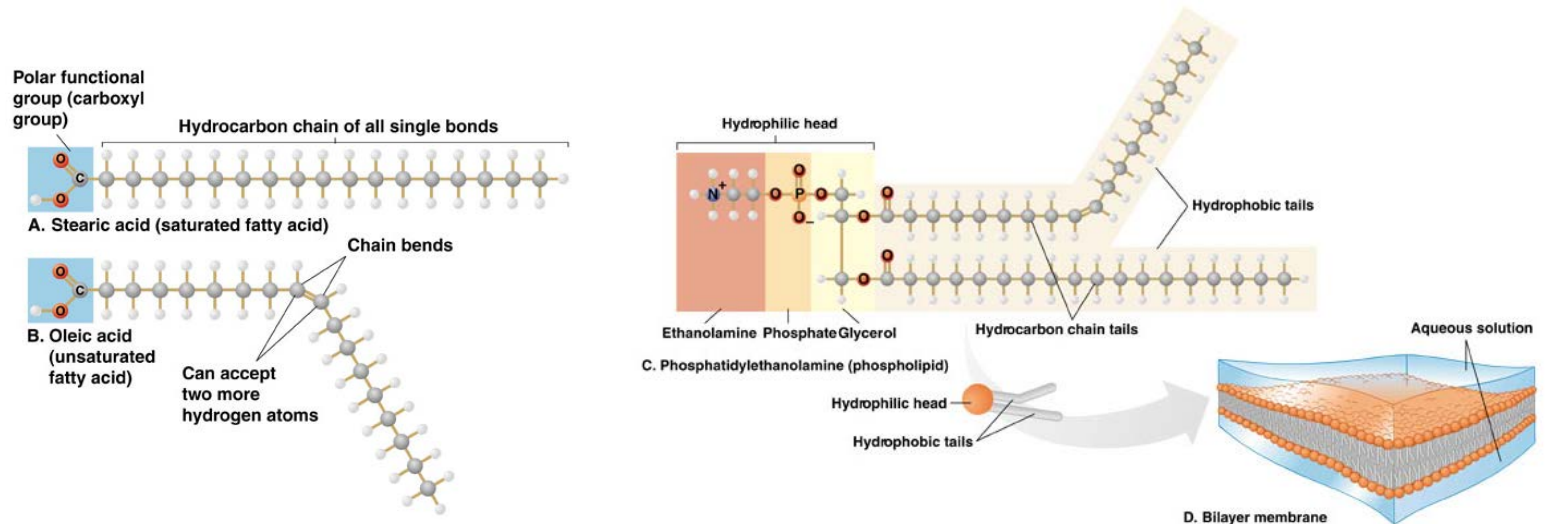 Polar functional
group (carboxyl
group)
Hydrocarbon chain of all single bonds
O
C
O
A. Stearic acid (saturated fatty acid)
Chain bends
O
C
O
B. Oleic acid
(unsaturated
fatty acid)
Can accept
two more
hydrogen atoms
Hydrophilic head
N + O P O O O −
O O
O O
Hydrophobic tails
Ethanolamine Phosphate Glycerol
Hydrocarbon chain tails
C. Phosphatidylethanolamine (phospholipid)
Hydrophilic head
Hydrophobic tails
Aqueous solution
D. Bilayer membrane